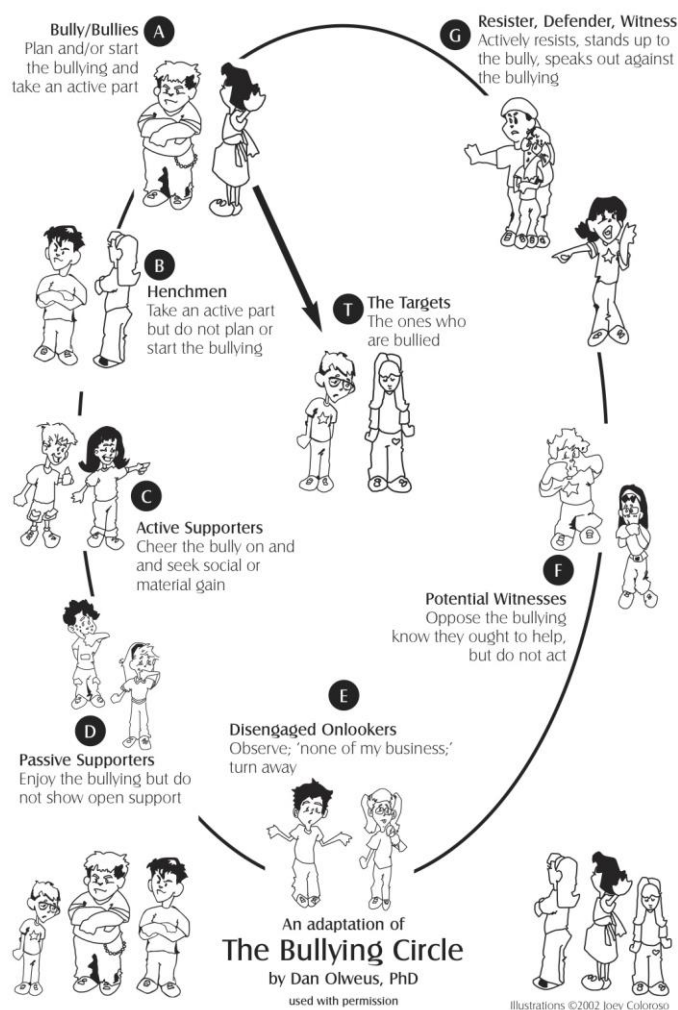 A
Bully/Bullies
Plan and/or start
the bullying and
take an active part
G
Resister, Defender, Witness
Actively resists, stands up to
the bully, speaks out against
the bullying
B
Henchmen
Take an active part
but do not plan or
start the bullying
T
The Targets
The ones who
are bullied
C
Active Supporters
Cheer the bully on and
and seek social or
material gain
F
Potential Witnesses
Oppose the bullying
know they ought to help,
but do not act
D
Passive Supporters
Enjoy the bullying but do
not show open support
E
Disengaged Onlookers
Observe; ‘none of my business;’
turn away
An adaptation of
The Bullying Circle
by Dan Olweus, PhD
used with permission
Illustrations ©2002 Joey Coloroso